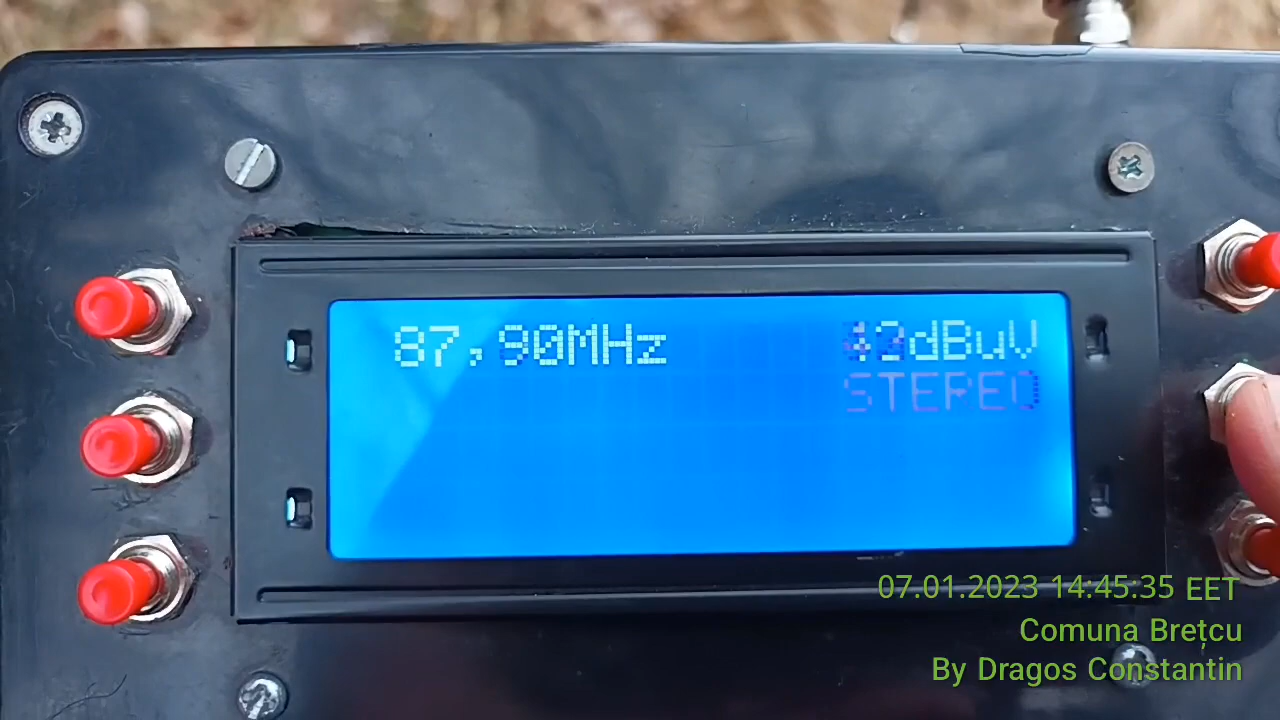 87,90MHz 42dBuV
STEREO
07.01.2023 14:45:35 EET
Comuna Brețcu
By Dragos Constantin